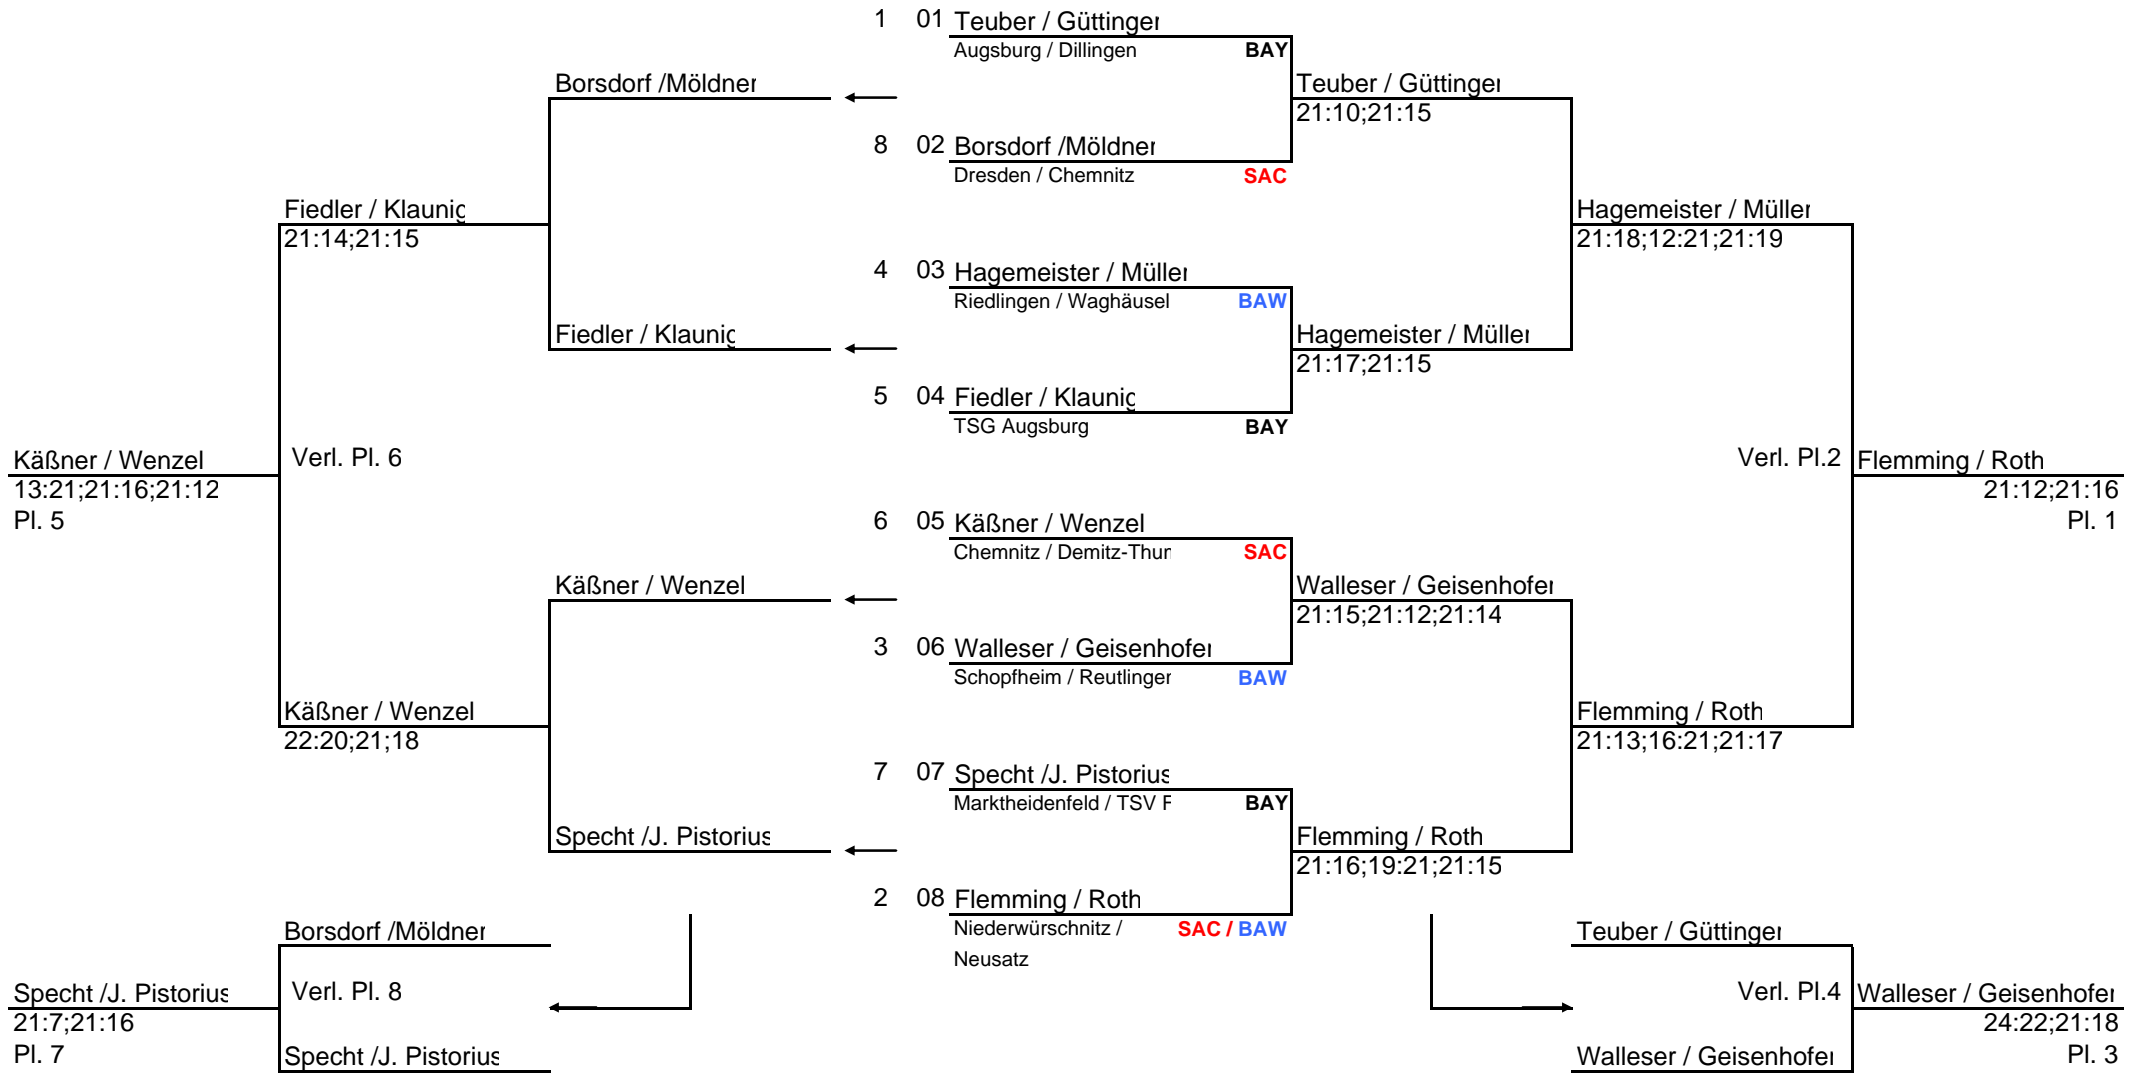 1 01 Teuber / Güttinger
Augsburg / Dillingen BAY
Borsdorf /Möldner
Teuber / Güttinger
21:10;21:15
8 02 Borsdorf /Möldner
Dresden / Chemnitz SAC
Fiedler / Klaunig
21:14;21:15
Hagemeister / Müller
21:18;12:21;21:19
4 03 Hagemeister / Müller
Riedlingen / Waghäusel BAW
Fiedler / Klaunig
Hagemeister / Müller
21:17;21:15
5 04 Fiedler / Klaunig
TSG Augsburg BAY
Käßner / Wenzel
13:21;21:16;21:12
Pl. 5
Verl. Pl. 6
Verl. Pl.2
Flemming / Roth
21:12;21:16
Pl. 1
6 05 Käßner / Wenzel
Chemnitz / Demitz-Thur SAC
Käßner / Wenzel
Walleser / Geisenhofer
21:15;21:12;21:14
3 06 Walleser / Geisenhofer
Schopfheim / Reutlinger BAW
Käßner / Wenzel
22:20;21;18
Flemming / Roth
21:13;16:21;21:17
7 07 Specht /J. Pistorius
Marktheidenfeld / TSV F BAY
Specht /J. Pistorius
Flemming / Roth
21:16;19:21;21:15
2 08 Flemming / Roth
Niederwürschnitz / SAC / BAW
Neusatz
Borsdorf /Möldner
Teuber / Güttinger
Specht /J. Pistorius
21:7;21:16
Pl. 7
Verl. Pl. 8
Verl. Pl.4
Walleser / Geisenhofer
24:22;21:18
Pl. 3
Specht /J. Pistorius
Walleser / Geisenhofer